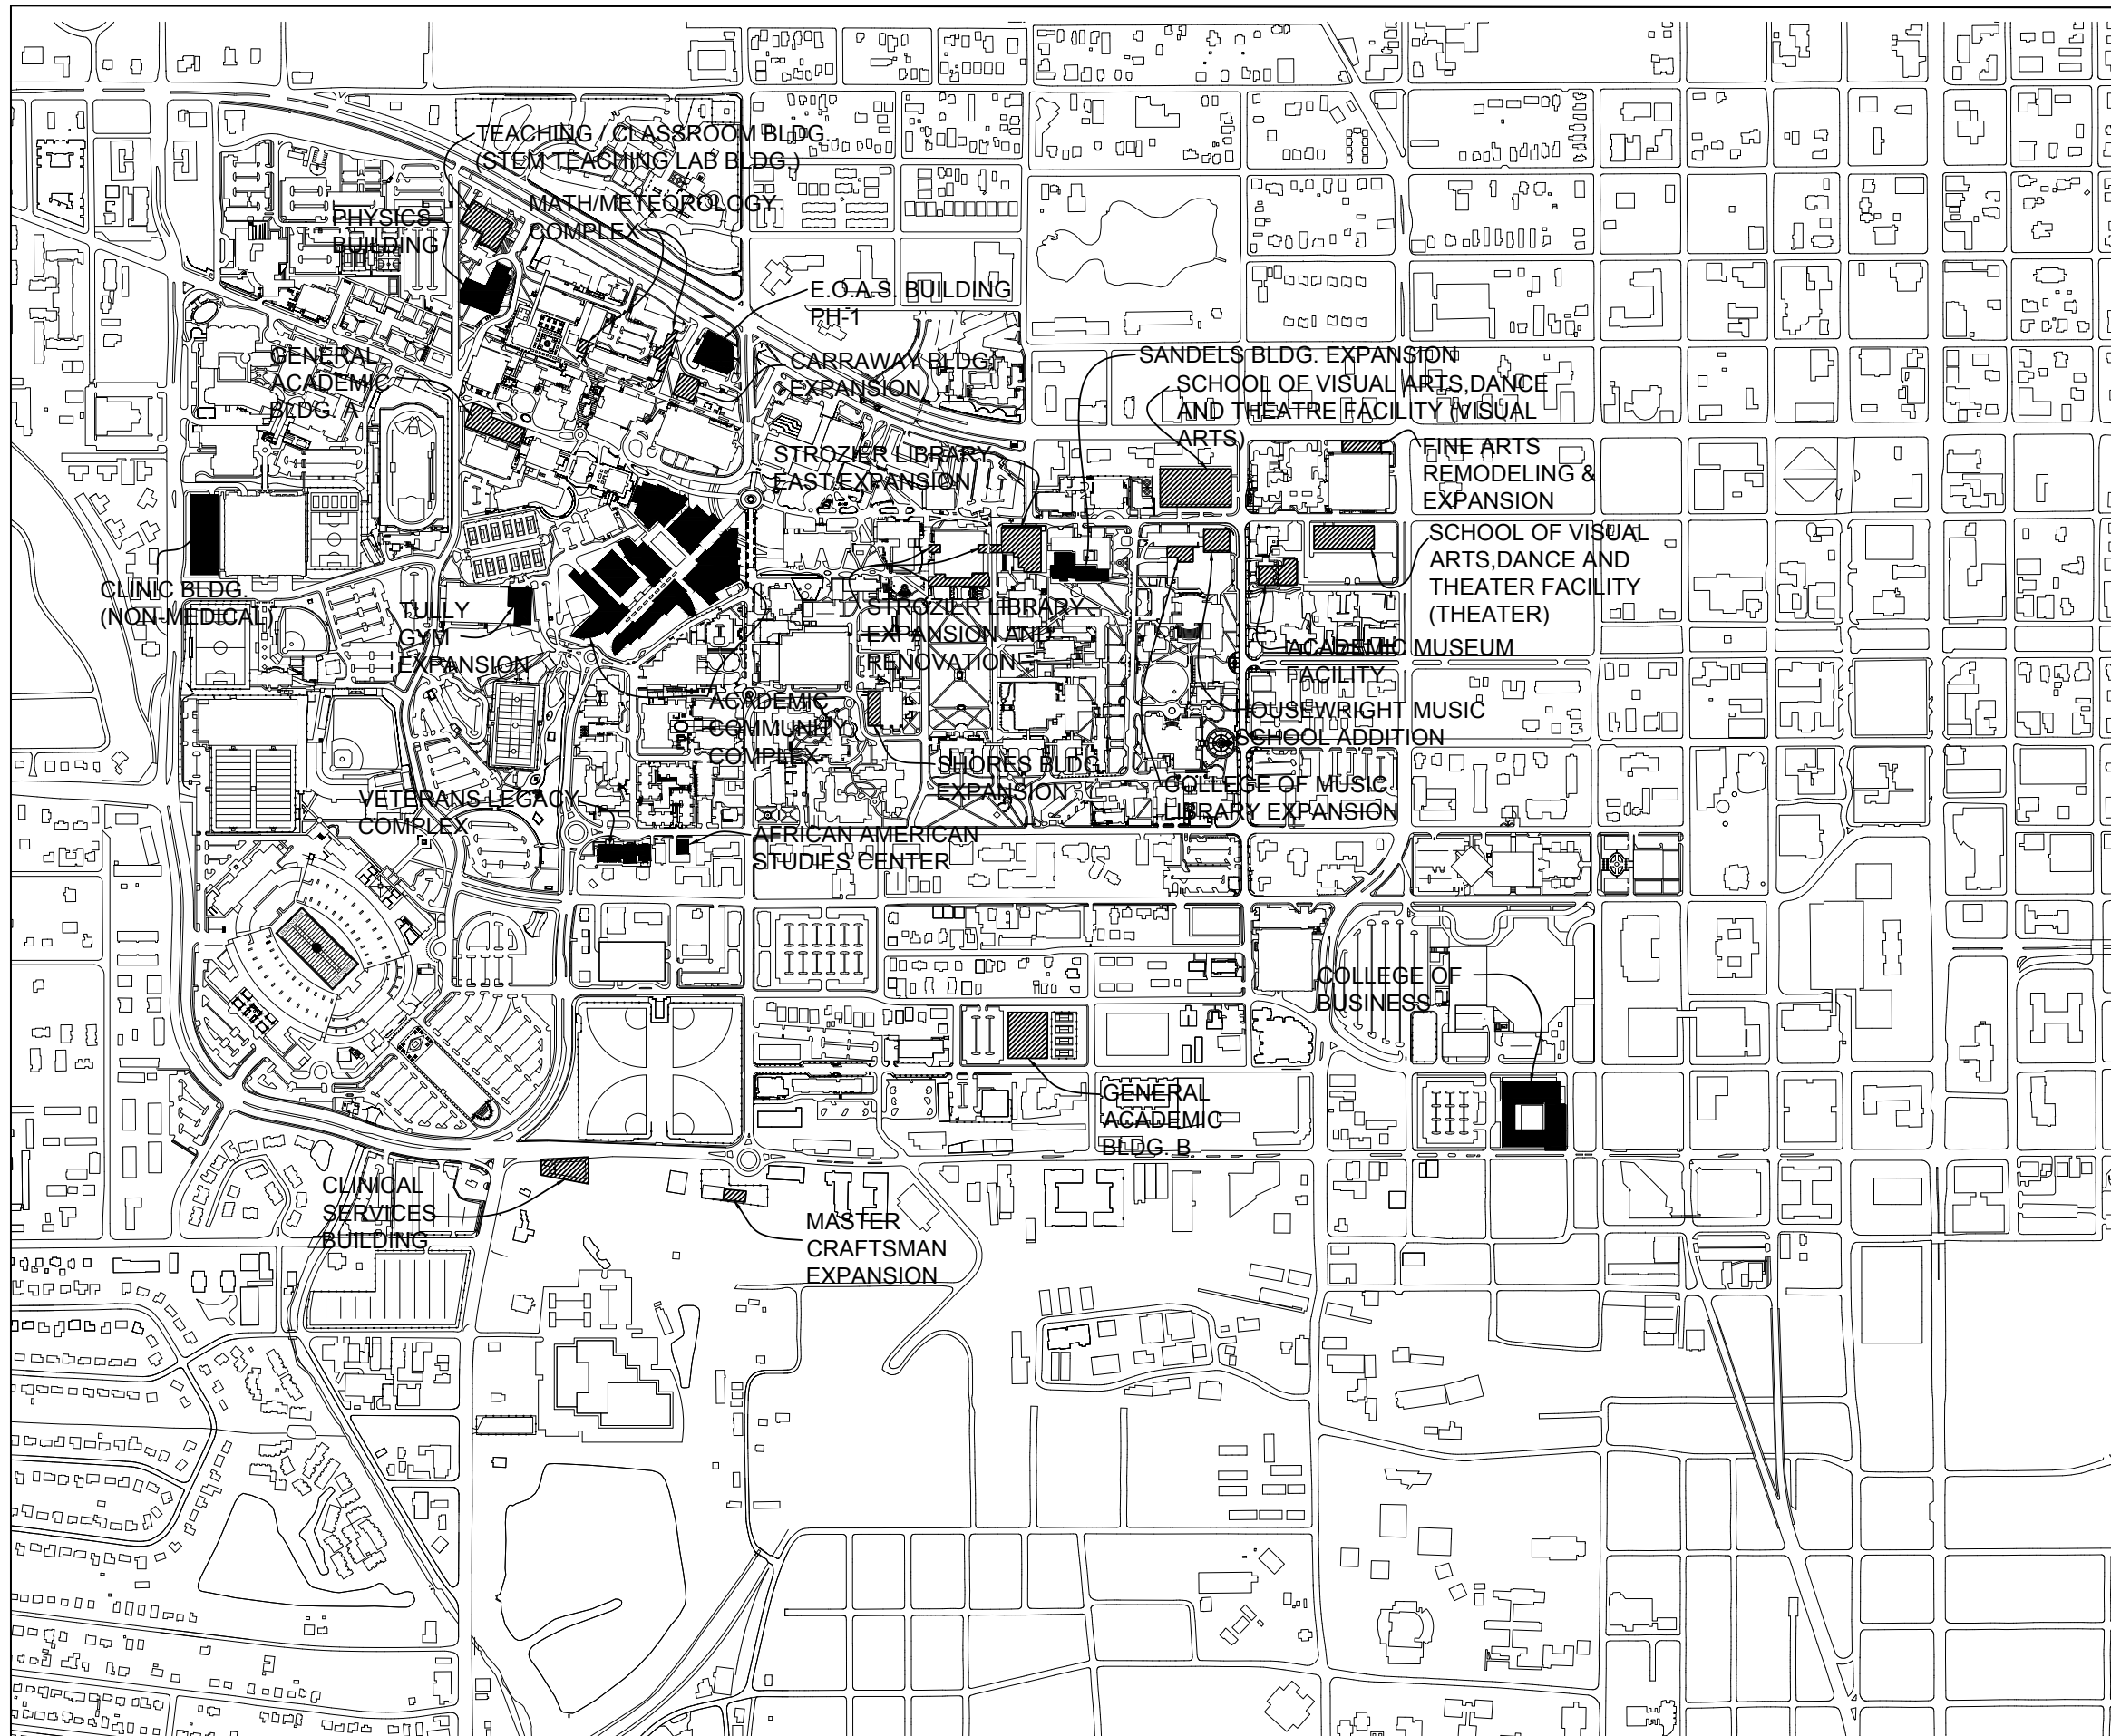 TEACHING / CLASSROOM BLDG.
(STEM TEACHING LAB BLDG.)
MATH/METEOROLOGY
COMPLEX
PHYSICS
BUILDING
E.O.A.S. BUILDING
PH-1
GENERAL
ACADEMIC
BLDG. A
CARRAWAY BLDG.
EXPANSION
SANDELS BLDG. EXPANSION
SCHOOL OF VISUAL ARTS,DANCE
AND THEATRE FACILITY (VISUAL
ARTS)
STROZIER LIBRARY
EAST EXPANSION
FINE ARTS
REMODELING &
EXPANSION
SCHOOL OF VISUAL
ARTS,DANCE AND
THEATER FACILITY
(THEATER)
CLINIC BLDG.
(NON-MEDICAL)
TULLY
GYM
EXPANSION
STROZIER LIBRARY
EXPANSION AND
RENOVATION
ACADEMIC MUSEUM
FACILITY
ACADEMIC
COMMUNITY
COMPLEX
HOUSEWRIGHT MUSIC
SCHOOL ADDITION
SHORES BLDG.
EXPANSION
COLLEGE OF MUSIC
LIBRARY EXPANSION
VETERANS LEGACY
COMPLEX
AFRICAN AMERICAN
STUDIES CENTER
COLLEGE OF
BUSINESS
GENERAL
ACADEMIC
BLDG. B
CLINICAL
SERVICES
BUILDING
MASTER
CRAFTSMAN
EXPANSION